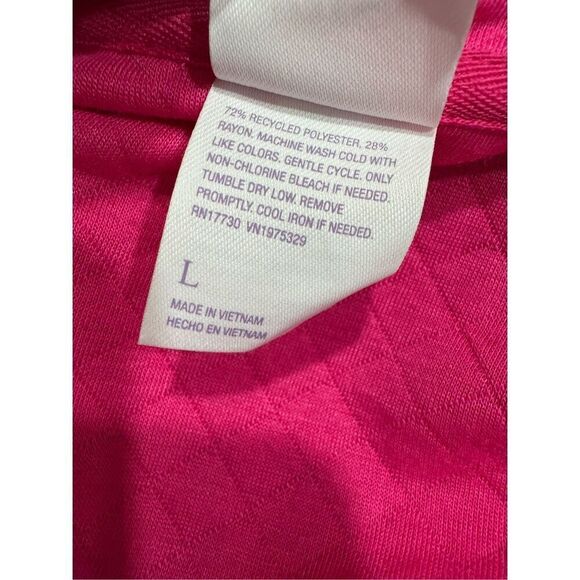 72% RECYCLED POLYESTER, 28%
RAYON. MACHINE WASH COLD WITH
LIKE COLORS. GENTLE CYCLE. ONLY
NON-CHLORINE BLEACH IF NEEDED.
TUMBLE DRY LOW. REMOVE
PROMPTLY. COOL IRON IF NEEDED.
RN17730 VN1975329
L
MADE IN VIETNAM
HECHO EN VIETNAM